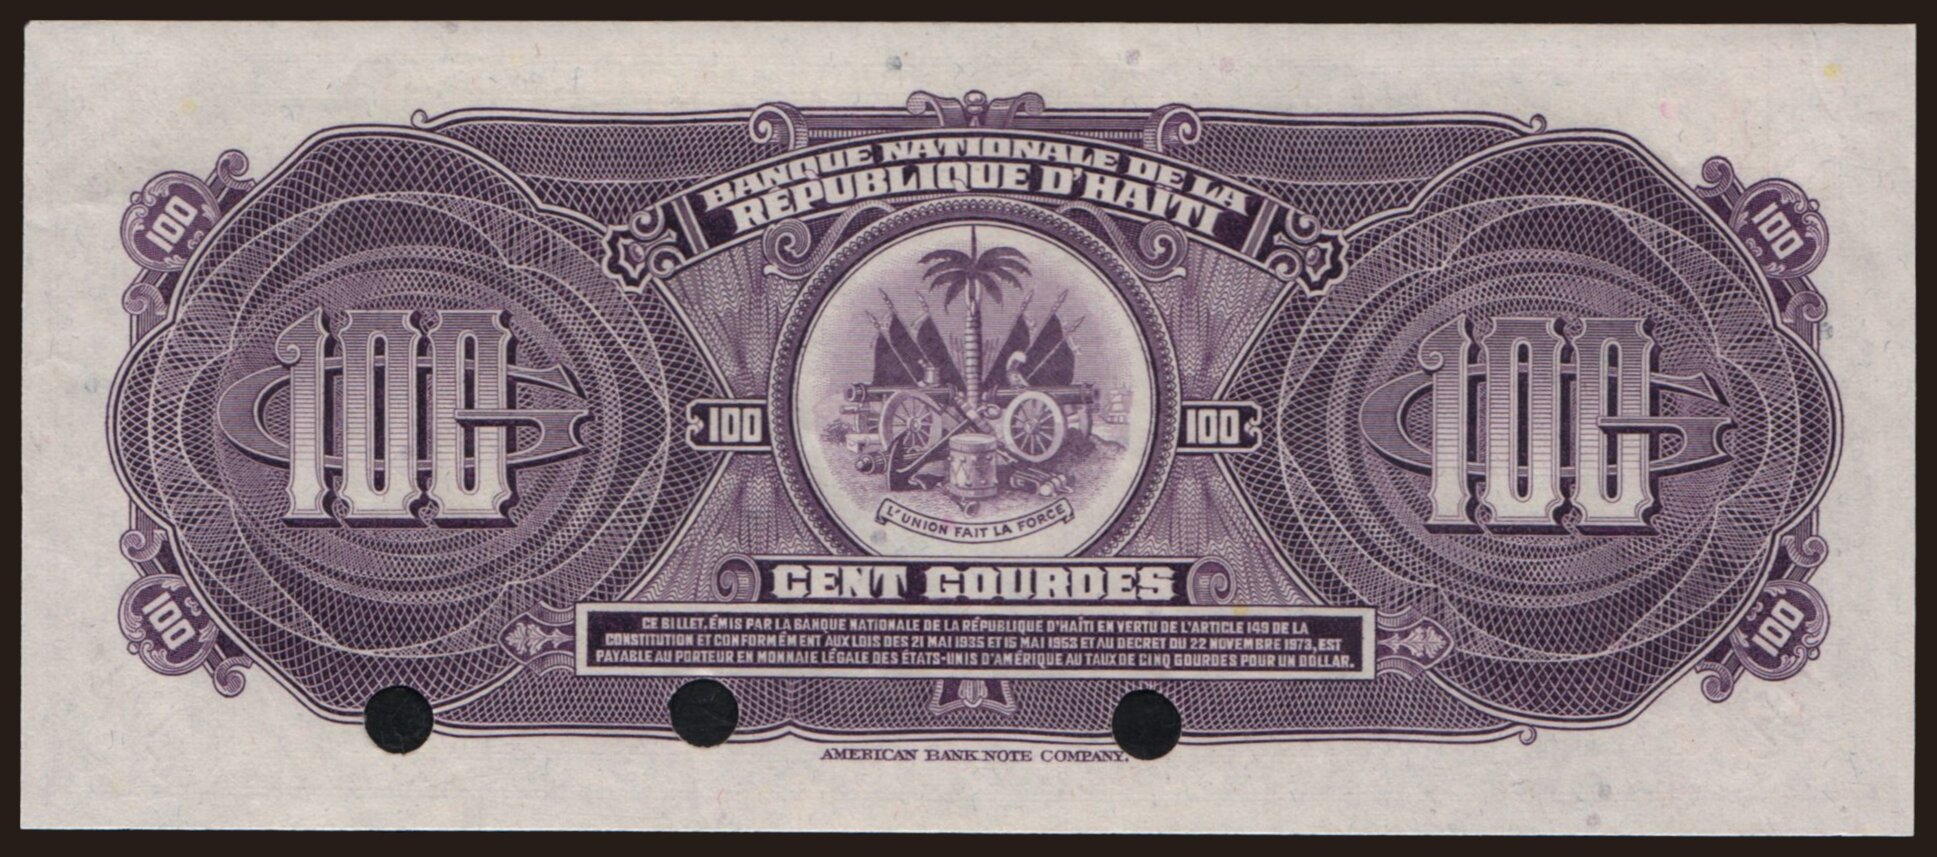 BANQUE NATIONALE DE LA
RÉPUBLIQUE D'HAÏTI
100
100
100
100
100
100
L'UNION FAIT LA FORCE
100
100
CENT GOURDES
CE BILLET, ÉMIS PAR LA BANQUE NATIONALE DE LA RÉPUBLIQUE D'HAÏTI EN VERTU DE L'ARTICLE 149 DE LA
CONSTITUTION ET CONFORMÉMENT AUX LOIS DES 21 MAI 1935 ET 15 MAI 1953 ET AU DECRET DU 22 NOVEMBRE 1973, EST
PAYABLE AU PORTEUR EN MONNAIE LÉGALE DES ÉTATS-UNIS D'AMÉRIQUE AU TAUX DE CINQ GOURDES POUR UN DOLLAR.
AMERICAN BANK NOTE COMPANY.